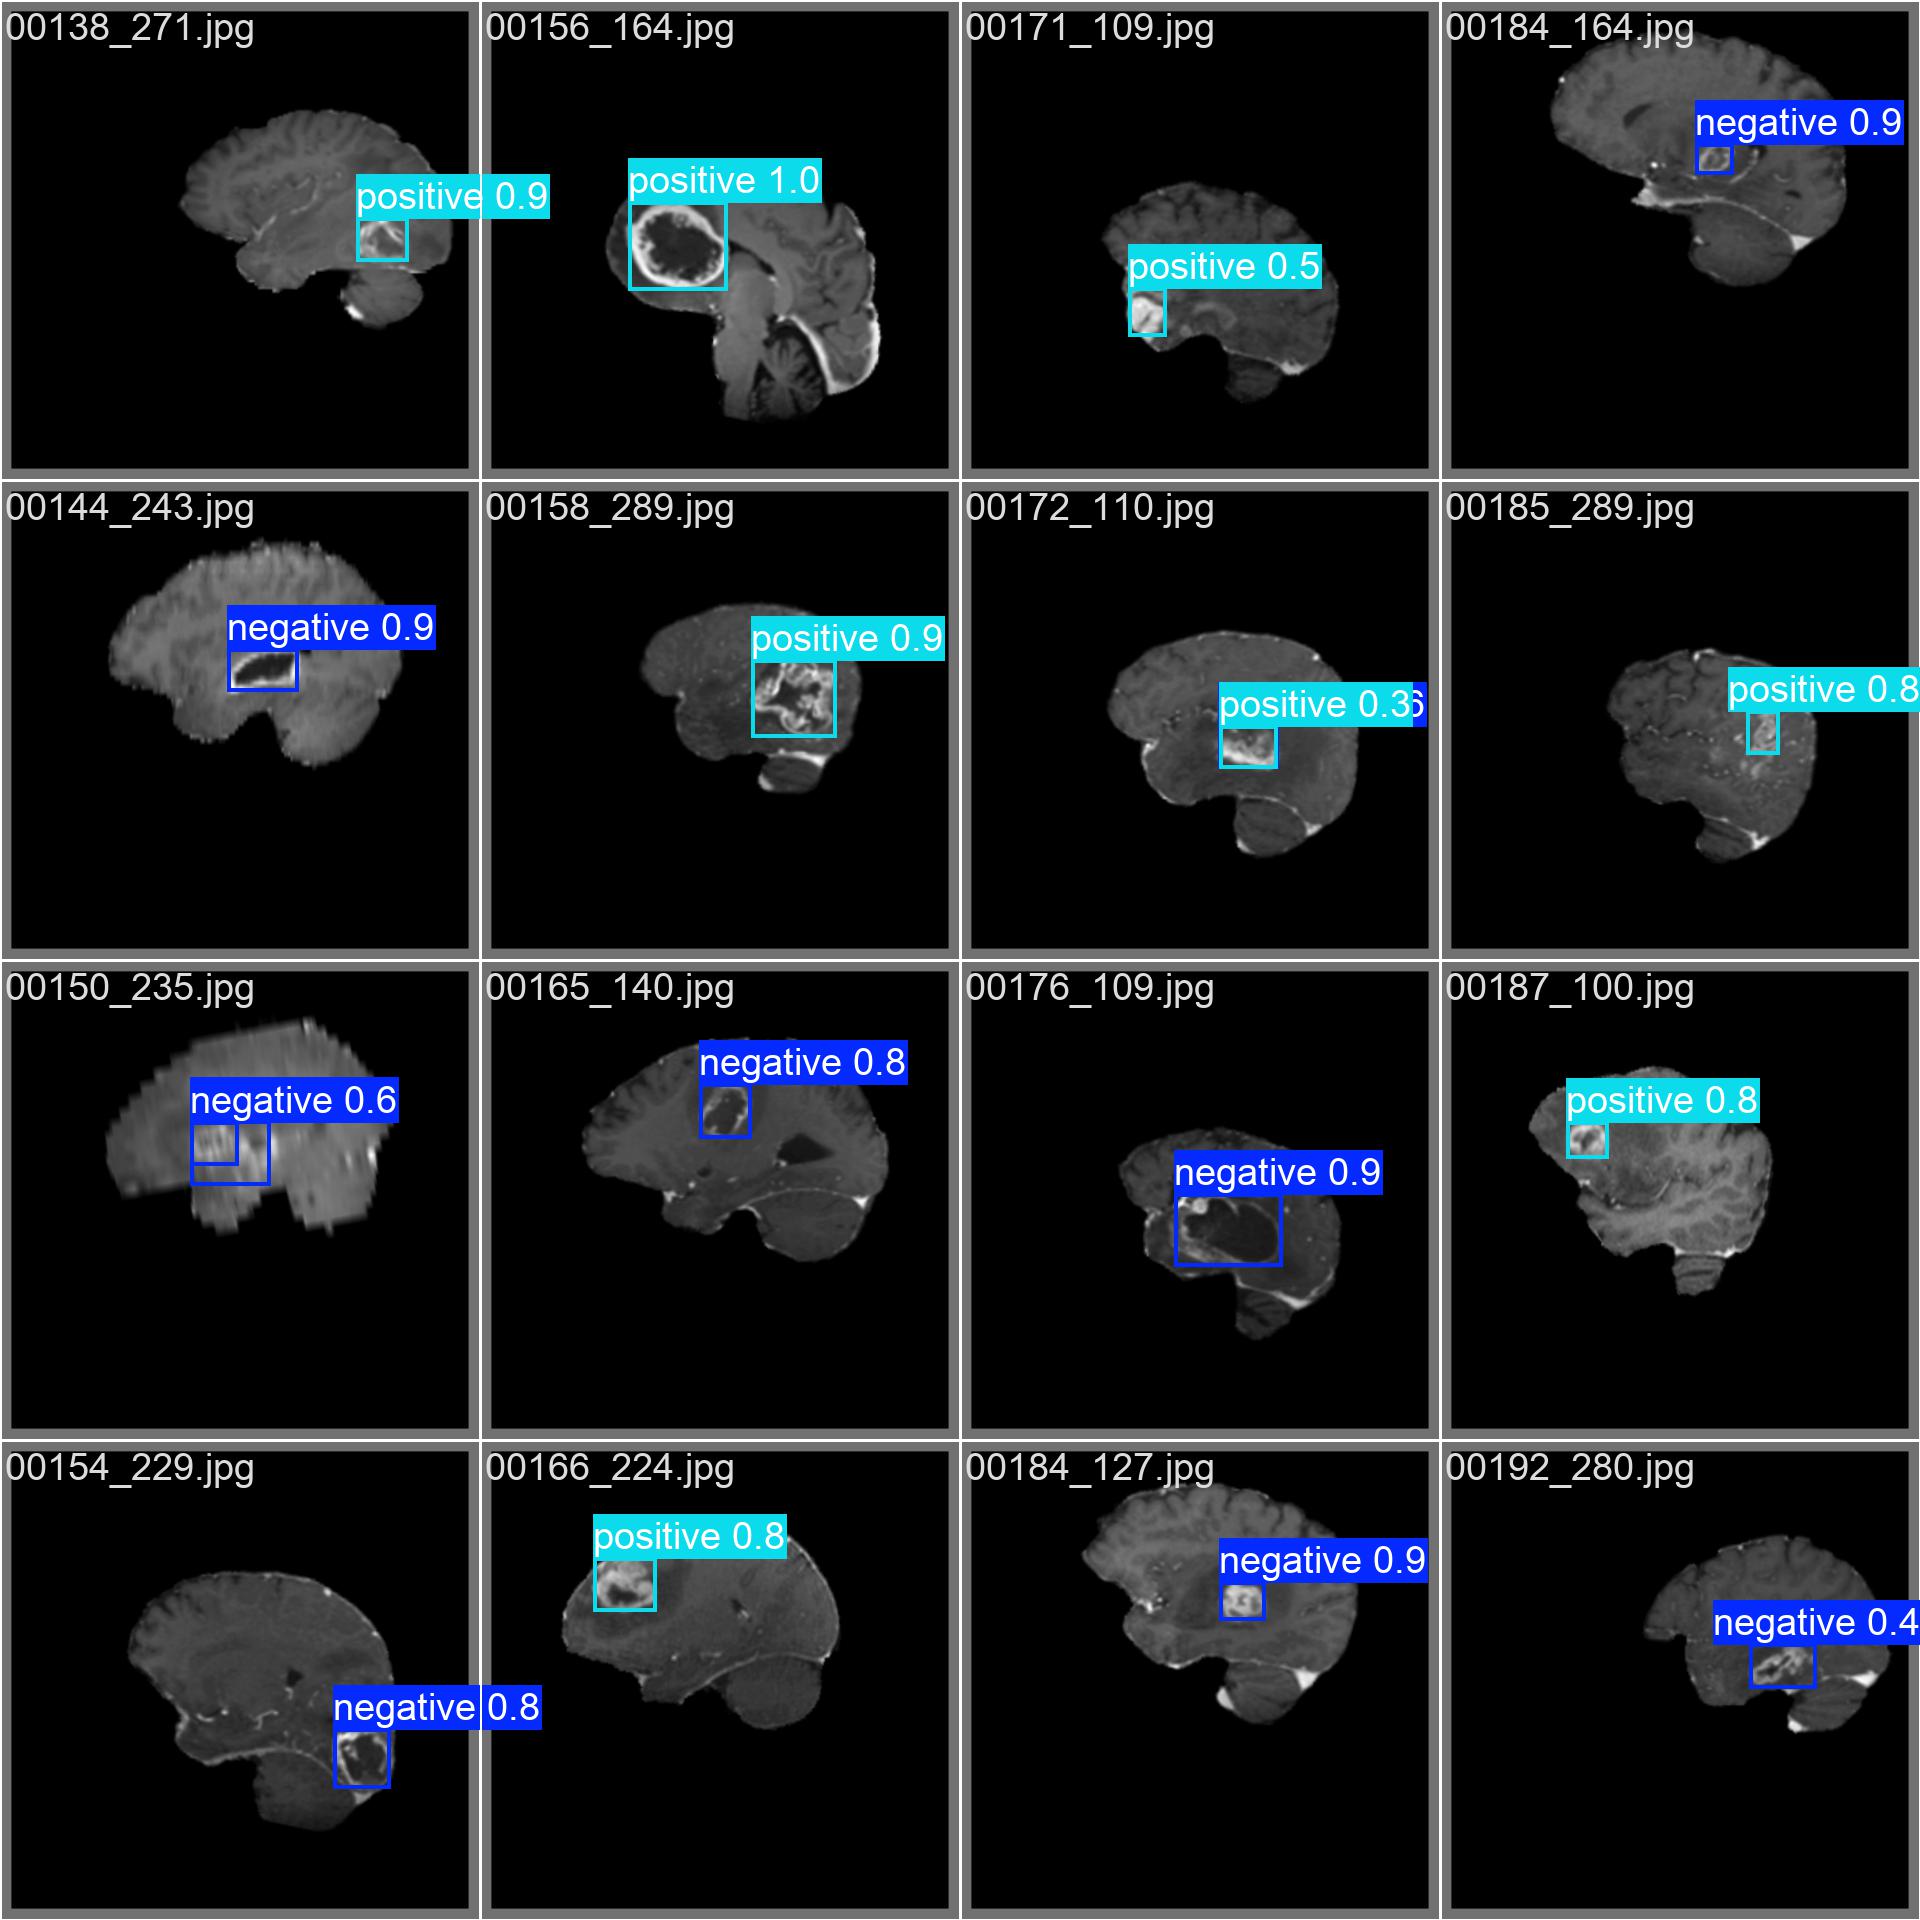 00138_271.jpg
positive 0.9
00156_164.jpg
positive 1.0
00171_109.jpg
positive 0.5
00184_164.jpg
negative 0.9
00144_243.jpg
negative 0.9
00158_289.jpg
positive 0.9
00172_110.jpg
positive 0.36
00185_289.jpg
positive 0.8
00150_235.jpg
negative 0.6
00165_140.jpg
negative 0.8
00176_109.jpg
negative 0.9
00187_100.jpg
positive 0.8
00154_229.jpg
negative 0.8
00166_224.jpg
positive 0.8
00184_127.jpg
negative 0.9
00192_280.jpg
negative 0.4